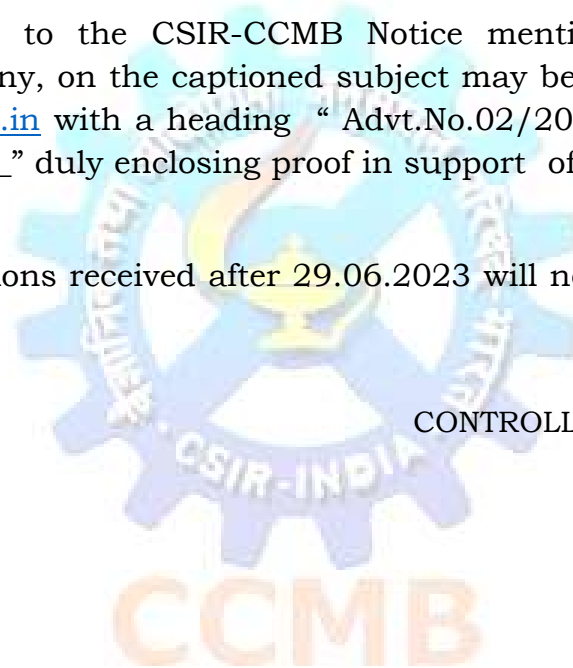 to the CSIR-CCMB Notice menti
ny, on the captioned subject may be
.in with a heading “ Advt.No.02/20
_” duly enclosing proof in support of
ions received after 29.06.2023 will n
CONTROLL
CSIR-INDIA
CCMB